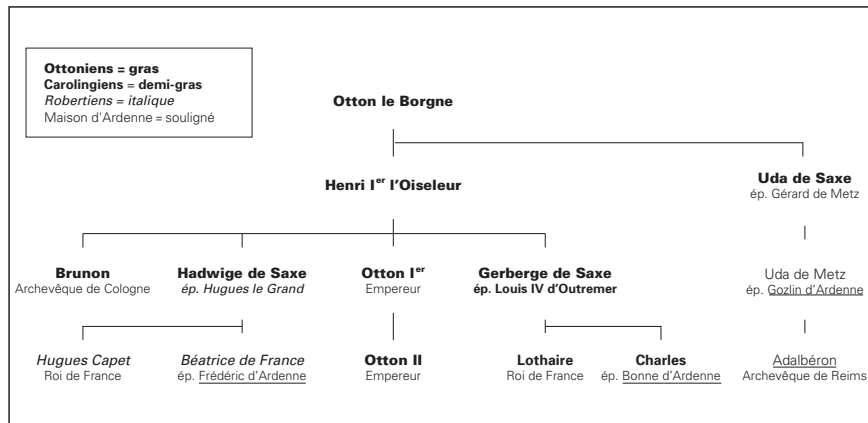 Ottoniens = gras
Carolingiens = demi-gras
Robertiens = italique
Maison d'Ardenne = souligné
Otton le Borgne
Henri Ier l'Oiseleur
Uda de Saxe
ép. Gérard de Metz
Brunon
Archevêque de Cologne
Hadwige de Saxe
ép. Hugues le Grand
Otton Ier
Empereur
Gerberge de Saxe
ép. Louis IV d'Outremer
Uda de Metz
ép. Gozlin d'Ardenne
Hugues Capet
Roi de France
Béatrice de France
ép. Frédéric d'Ardenne
Otton II
Empereur
Lothaire
Roi de France
Charles
ép. Bonne d'Ardenne
Adalbéron
Archevêque de Reims